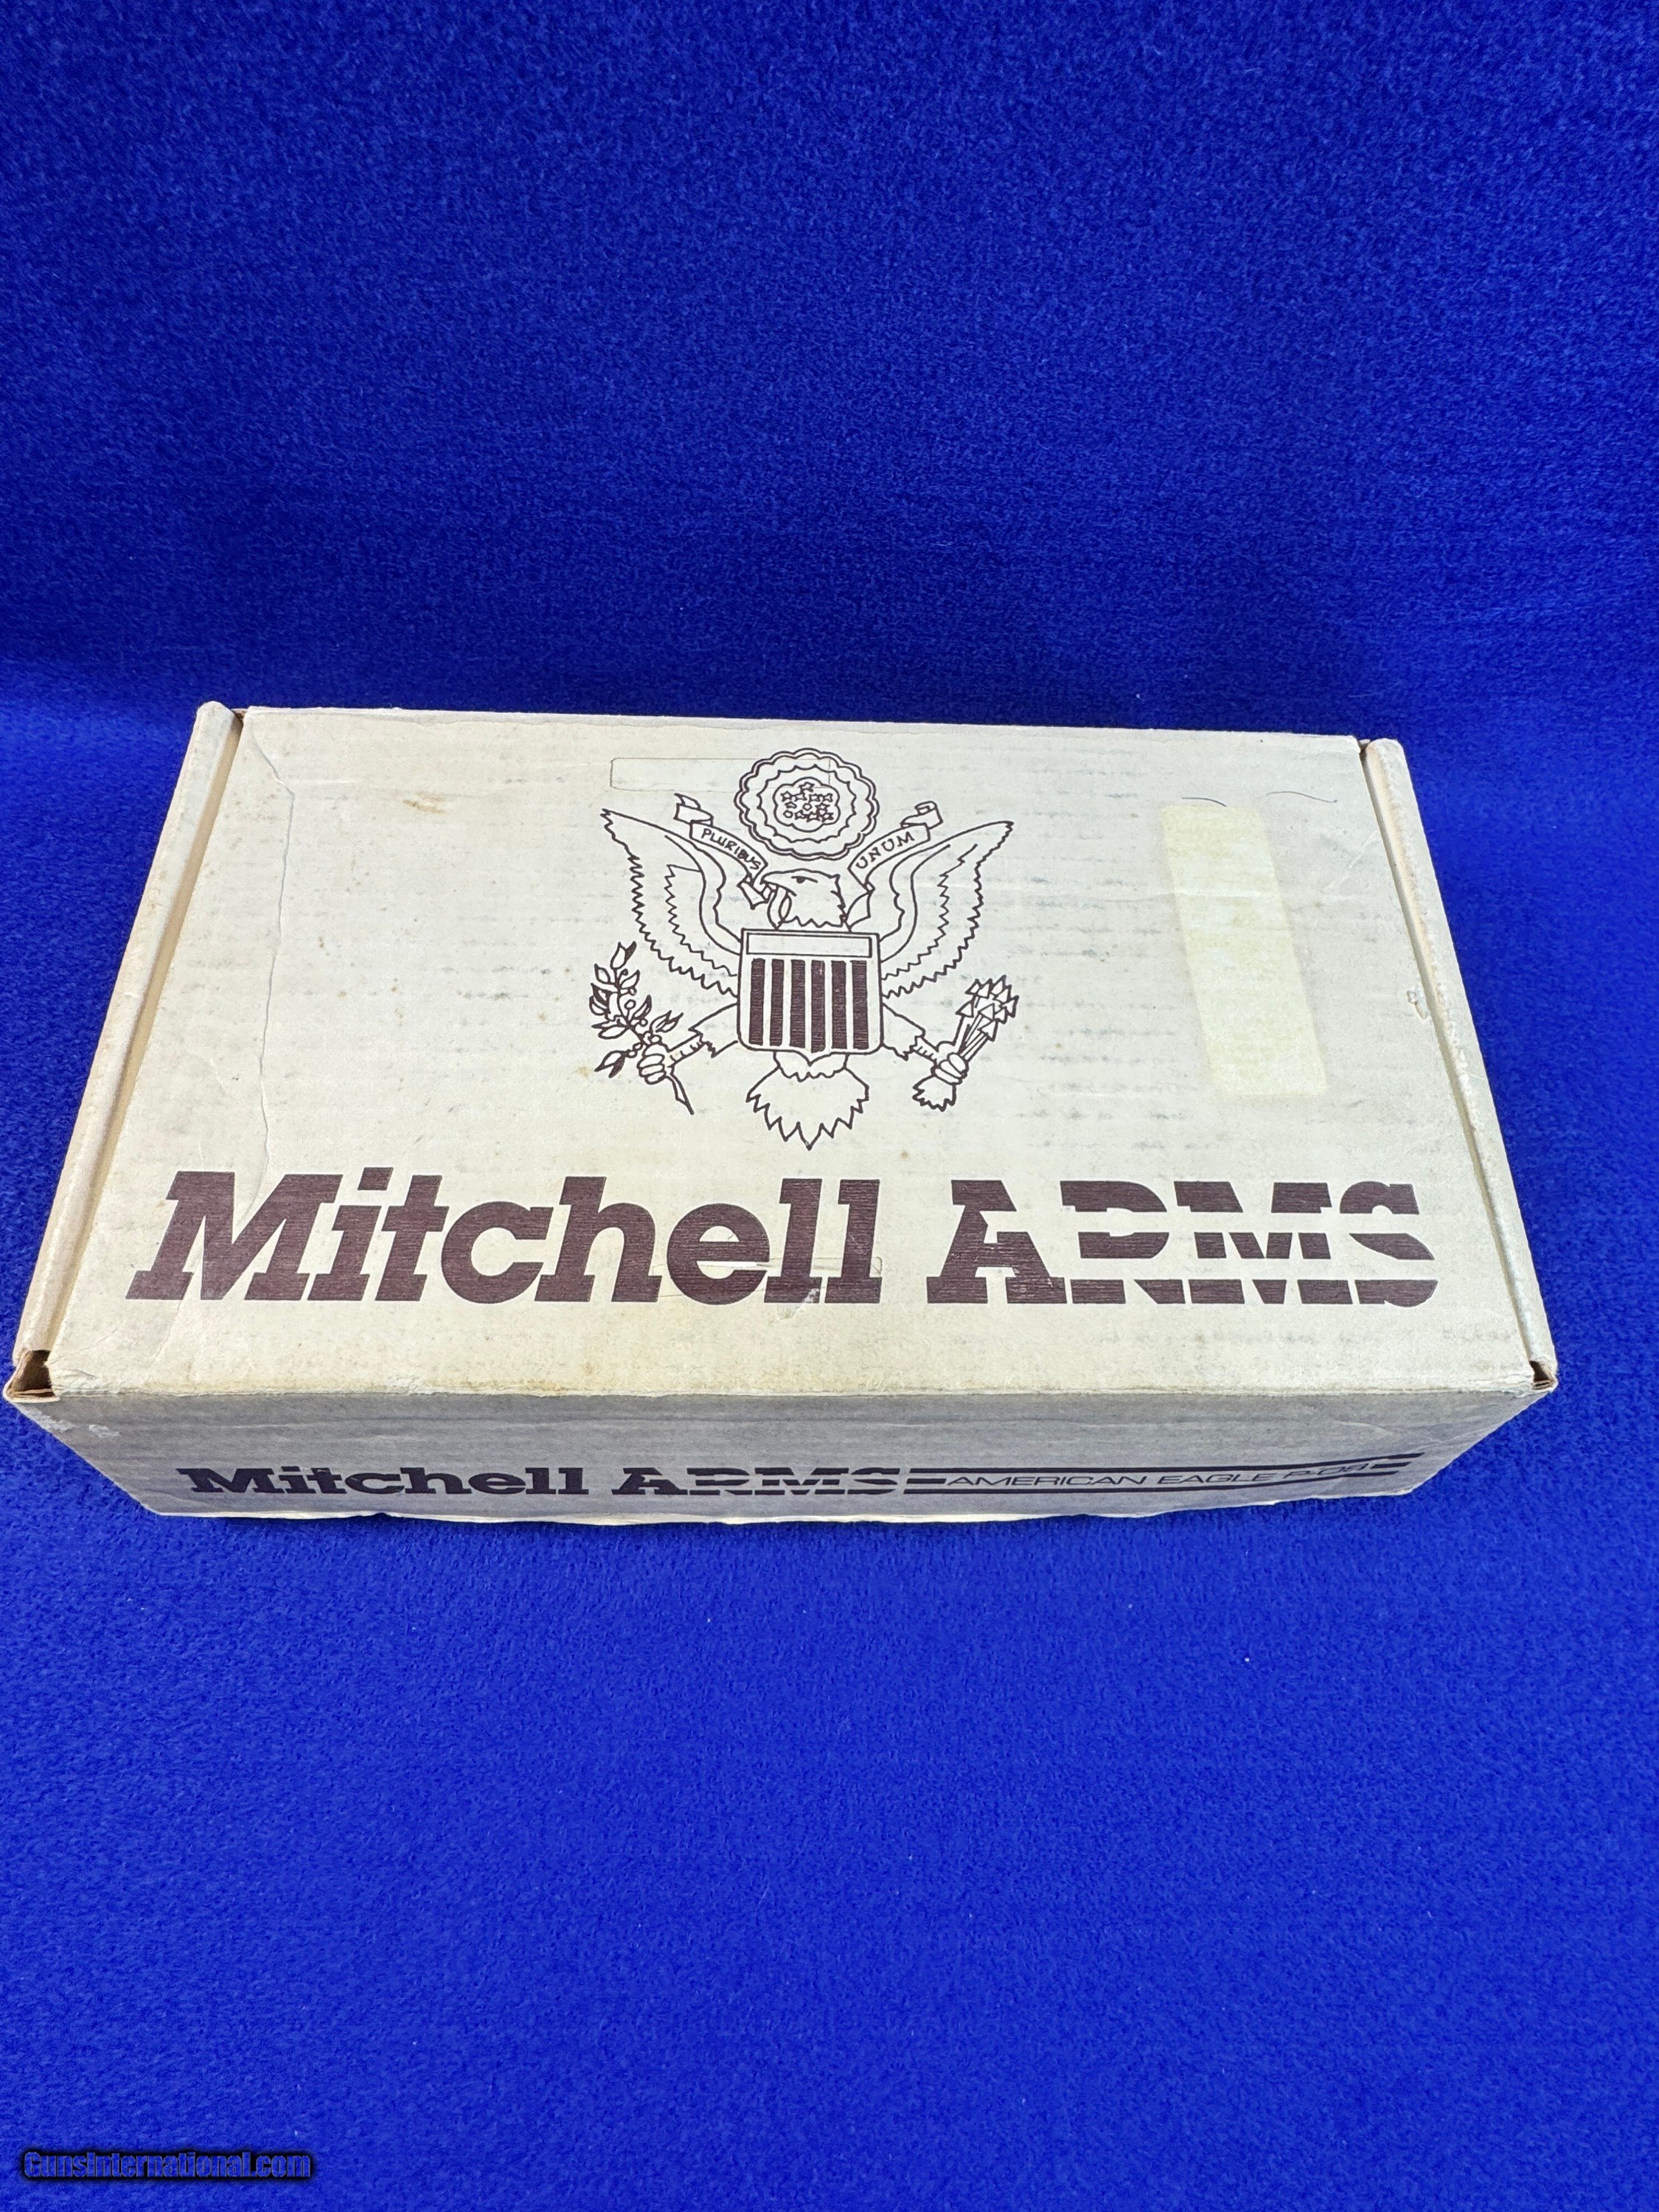 PLURIBUS UNUM
Mitchell ARMS
Mitchell ARMS AMERICAN EAGLE P-08
GunsInternational.com